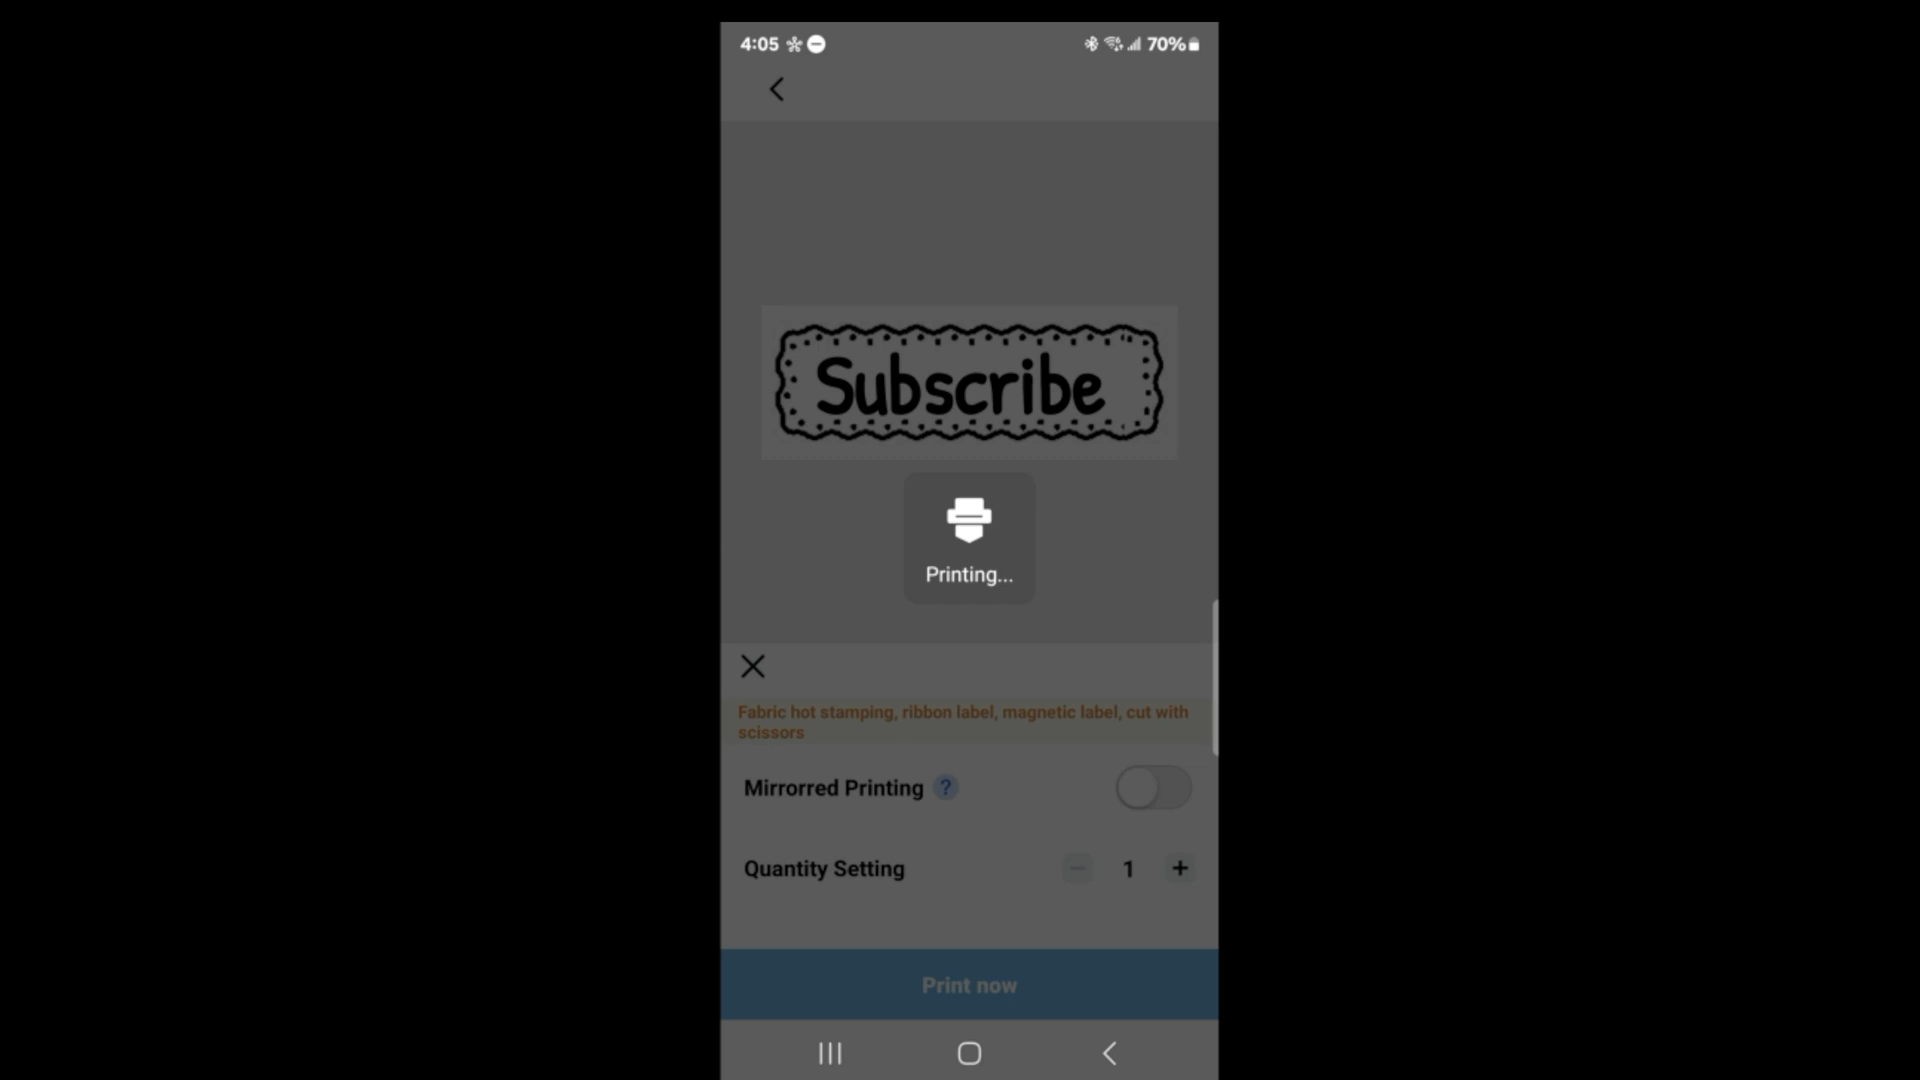 4:05
70%
Subscribe
Printing...
Fabric hot stamping, ribbon label, magnetic label, cut with
scissors
Mirrorred Printing ?
Quantity Setting - 1 +
Print now